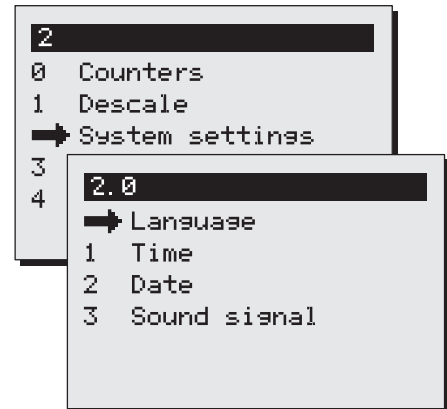 2
0 Counters
1 Descale
System settings
3
4
2.0
Language
1 Time
2 Date
3 Sound signal